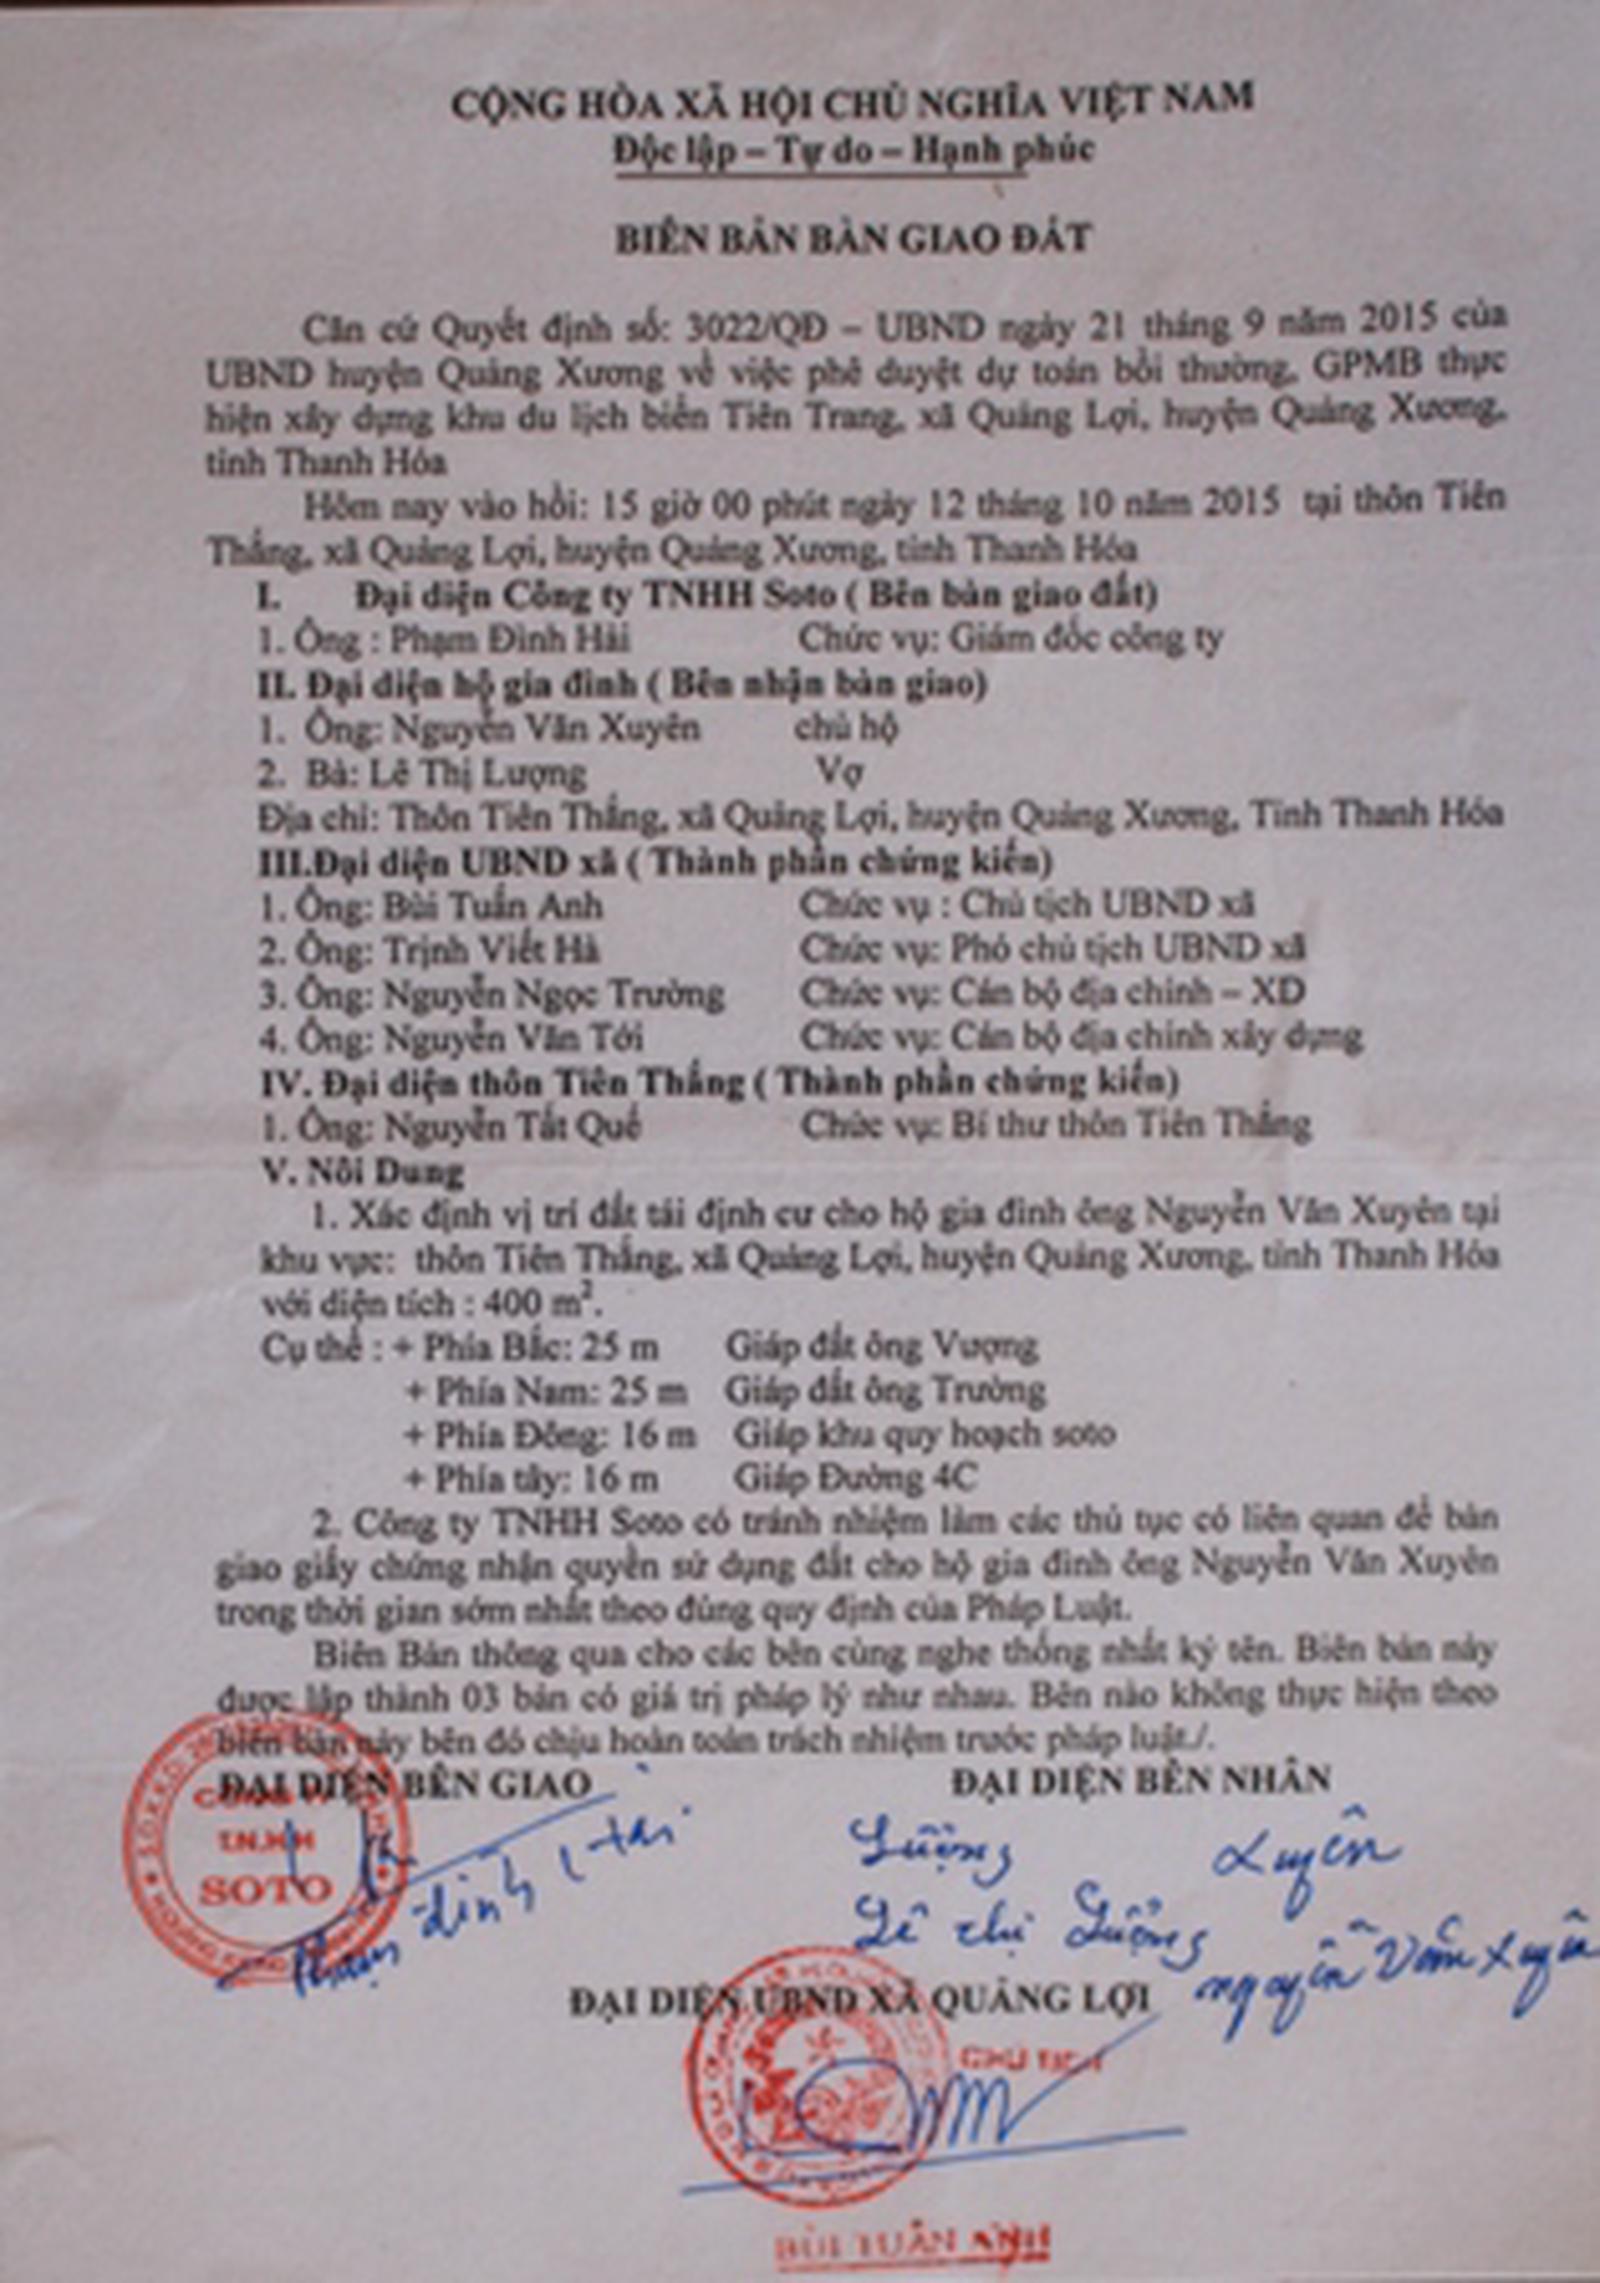 CỘNG HÒA XÃ HỘI CHỦ NGHĨA VIỆT NAM
Độc lập – Tự do – Hạnh phúc
BIÊN BẢN BÀN GIAO ĐẤT
Căn cứ Quyết định số: 3022/QĐ – UBND ngày 21 tháng 9 năm 2015 của
UBND huyện Quảng Xương về việc phê duyệt dự toán bồi thường, GPMB thực
hiện xây dựng khu du lịch biển Tiên Trang, xã Quảng Lợi, huyện Quảng Xương,
tỉnh Thanh Hóa
Hôm nay vào hồi: 15 giờ 00 phút ngày 12 tháng 10 năm 2015 tại thôn Tiên
Thắng, xã Quảng Lợi, huyện Quảng Xương, tỉnh Thanh Hóa
I. Đại diện Công ty TNHH Soto ( Bên bàn giao đất)
1. Ông : Phạm Đình Hải Chức vụ: Giám đốc công ty
II. Đại diện hộ gia đình ( Bên nhận bàn giao)
1. Ông: Nguyễn Văn Xuyên chủ hộ
2. Bà: Lê Thị Lượng Vợ
Địa chỉ: Thôn Tiên Thắng, xã Quảng Lợi, huyện Quảng Xương, Tỉnh Thanh Hóa
III.Đại diện UBND xã ( Thành phần chứng kiến)
1. Ông: Bùi Tuấn Anh Chức vụ : Chủ tịch UBND xã
2. Ông: Trịnh Viết Hà Chức vụ: Phó chủ tịch UBND xã
3. Ông: Nguyễn Ngọc Trường Chức vụ: Cán bộ địa chính – XD
4. Ông: Nguyễn Văn Tới Chức vụ: Cán bộ địa chính xây dựng
IV. Đại diện thôn Tiên Thắng ( Thành phần chứng kiến)
1. Ông: Nguyễn Tất Quế Chức vụ: Bí thư thôn Tiên Thắng
V. Nôi Dung
1. Xác định vị trí đất tái định cư cho hộ gia đình ông Nguyễn Văn Xuyên tại
khu vực: thôn Tiên Thắng, xã Quảng Lợi, huyện Quảng Xương, tỉnh Thanh Hóa
với diện tích : 400 m².
Cụ thể : + Phía Bắc: 25 m Giáp đất ông Vượng
+ Phía Nam: 25 m Giáp đất ông Trường
+ Phía Đông: 16 m Giáp khu quy hoạch soto
+ Phía tây: 16 m Giáp Đường 4C
2. Công ty TNHH Soto có tránh nhiệm làm các thủ tục có liên quan để bàn
giao giấy chứng nhận quyền sử dụng đất cho hộ gia đình ông Nguyễn Văn Xuyên
trong thời gian sớm nhất theo đúng quy định của Pháp Luật.
Biên Bản thông qua cho các bên cùng nghe thống nhất ký tên. Biên bản này
được lập thành 03 bản có giá trị pháp lý như nhau. Bên nào không thực hiện theo
biên bản này bên đó chịu hoàn toàn trách nhiệm trước pháp luật./.
ĐẠI DIỆN BÊN GIAO ĐẠI DIỆN BÊN NHÂN
CÔNG TY
T.N.H.H
SOTO
Phạm đình Hải
Lượng Xuyên
Lê thị Lượng
nguyễn Văn Xuyên
ĐẠI DIỆN UBND XÃ QUẢNG LỢI
CHỦ TỊCH
BÙI TUẤN ANH